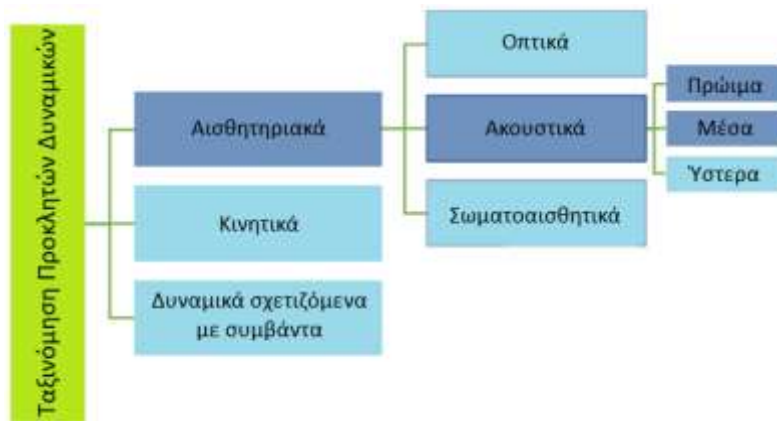 Ταξινόμηση Προκλητών Δυναμικών
Αισθητηριακά
Κινητικά
Δυναμικά σχετιζόμενα
με συμβάντα
Οπτικά
Ακουστικά
Σωματοαισθητικά
Πρώιμα
Μέσα
Ύστερα